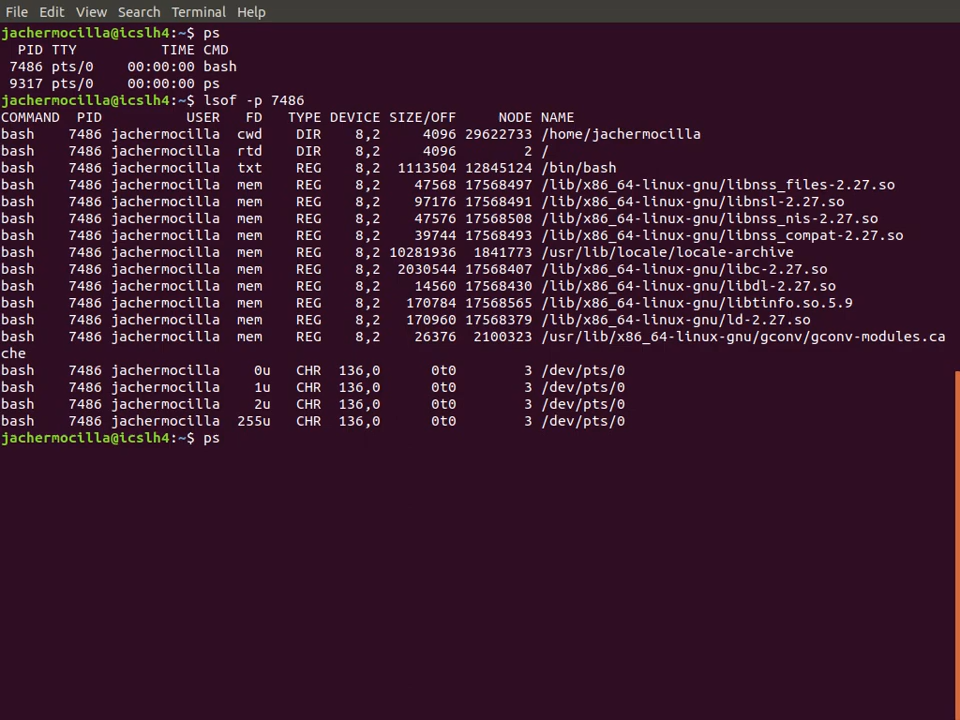 File Edit View Search Terminal Help
jachermocilla@icslh4:~$ ps
  PID TTY          TIME CMD
 7486 pts/0    00:00:00 bash
 9317 pts/0    00:00:00 ps
jachermocilla@icslh4:~$ lsof -p 7486
COMMAND  PID          USER   FD   TYPE DEVICE SIZE/OFF     NODE NAME
bash    7486 jachermocilla  cwd    DIR    8,2     4096 29622733 /home/jachermocilla
bash    7486 jachermocilla  rtd    DIR    8,2     4096        2 /
bash    7486 jachermocilla  txt    REG    8,2  1113504 12845124 /bin/bash
bash    7486 jachermocilla  mem    REG    8,2    47568 17568497 /lib/x86_64-linux-gnu/libnss_files-2.27.so
bash    7486 jachermocilla  mem    REG    8,2    97176 17568491 /lib/x86_64-linux-gnu/libnsl-2.27.so
bash    7486 jachermocilla  mem    REG    8,2    47576 17568508 /lib/x86_64-linux-gnu/libnss_nis-2.27.so
bash    7486 jachermocilla  mem    REG    8,2    39744 17568493 /lib/x86_64-linux-gnu/libnss_compat-2.27.so
bash    7486 jachermocilla  mem    REG    8,2 10281936  1841773 /usr/lib/locale/locale-archive
bash    7486 jachermocilla  mem    REG    8,2  2030544 17568407 /lib/x86_64-linux-gnu/libc-2.27.so
bash    7486 jachermocilla  mem    REG    8,2    14560 17568430 /lib/x86_64-linux-gnu/libdl-2.27.so
bash    7486 jachermocilla  mem    REG    8,2   170784 17568565 /lib/x86_64-linux-gnu/libtinfo.so.5.9
bash    7486 jachermocilla  mem    REG    8,2   170960 17568379 /lib/x86_64-linux-gnu/ld-2.27.so
bash    7486 jachermocilla  mem    REG    8,2    26376  2100323 /usr/lib/x86_64-linux-gnu/gconv/gconv-modules.ca
che
bash    7486 jachermocilla    0u   CHR  136,0      0t0        3 /dev/pts/0
bash    7486 jachermocilla    1u   CHR  136,0      0t0        3 /dev/pts/0
bash    7486 jachermocilla    2u   CHR  136,0      0t0        3 /dev/pts/0
bash    7486 jachermocilla  255u   CHR  136,0      0t0        3 /dev/pts/0
jachermocilla@icslh4:~$ ps